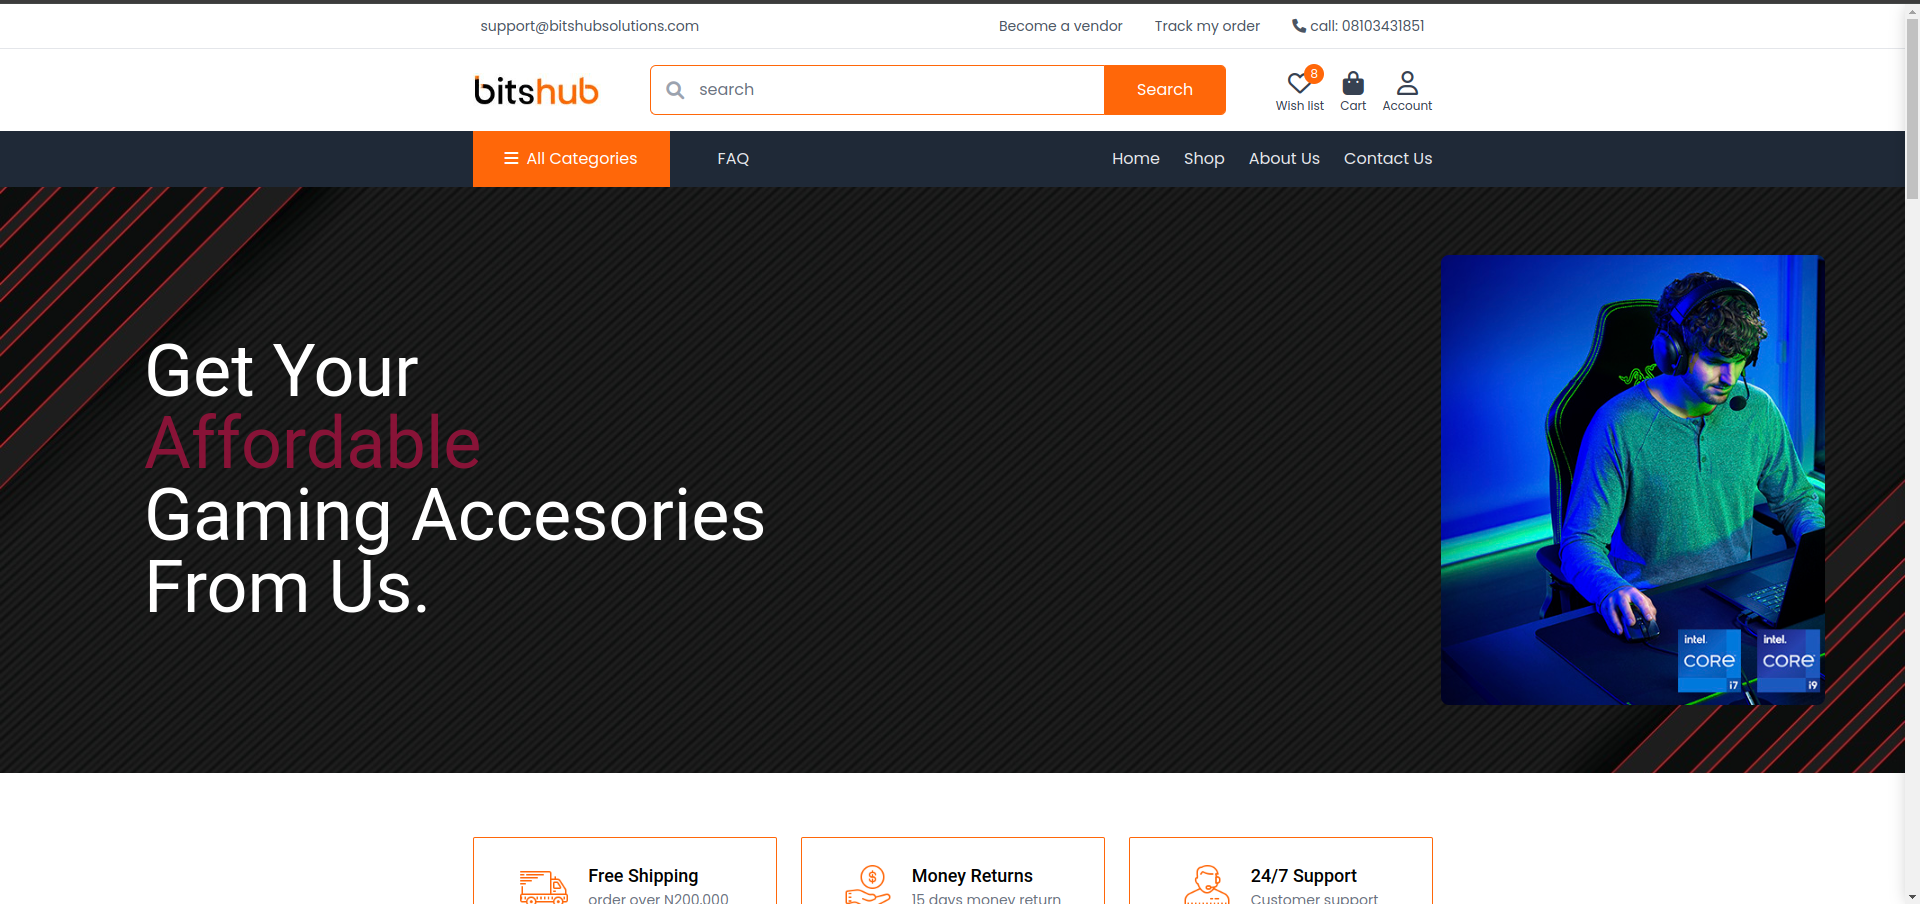 support@bitshubsolutions.com
Become a vendor
Track my order
call: 08103431851
bitshub
search
Search
8
Wish list
Cart
Account
All Categories
FAQ
Home
Shop
About Us
Contact Us
Get Your
Affordable
Gaming Accesories
From Us.
intel.
CORE
i7
intel.
CORE
i9
Free Shipping
order over N200,000
Money Returns
15 days money return
24/7 Support
Customer support